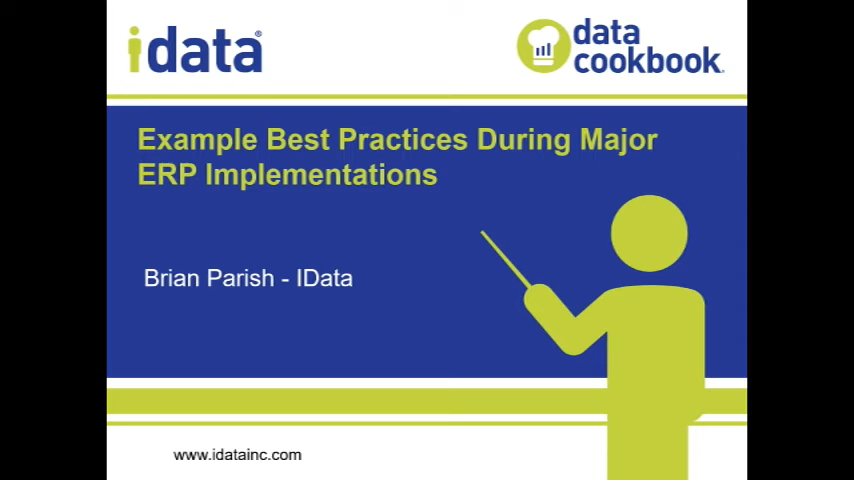 idata®
data
cookbook
Example Best Practices During Major
ERP Implementations
Brian Parish - IData
www.idatainc.com